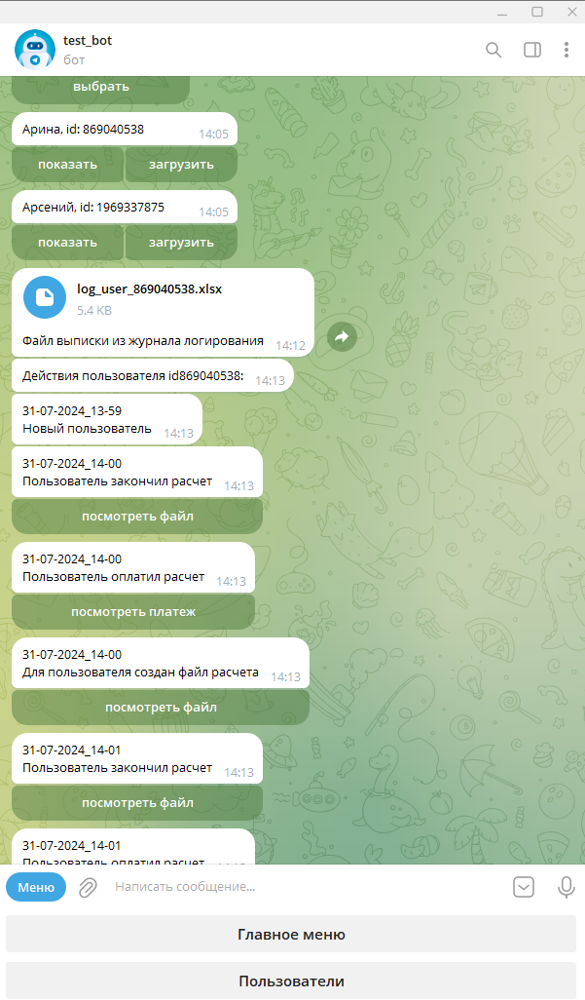 test_bot
бот
выбрать
Арина, id: 869040538
14:05
показать
загрузить
Арсений, id: 1969337875
14:05
показать
загрузить
log_user_869040538.xlsx
5.4 KB
Файл выписки из журнала логирования
14:12
Действия пользователя id869040538:
14:13
31-07-2024_13-59
Новый пользователь
14:13
31-07-2024_14-00
Пользователь закончил расчет
14:13
посмотреть файл
31-07-2024_14-00
Пользователь оплатил расчет
14:13
посмотреть платеж
31-07-2024_14-00
Для пользователя создан файл расчета
14:13
посмотреть файл
31-07-2024_14-01
Пользователь закончил расчет
14:13
посмотреть файл
31-07-2024_14-01
Пользователь оплатил расчет
Меню
Написать сообщение...
Главное меню
Пользователи